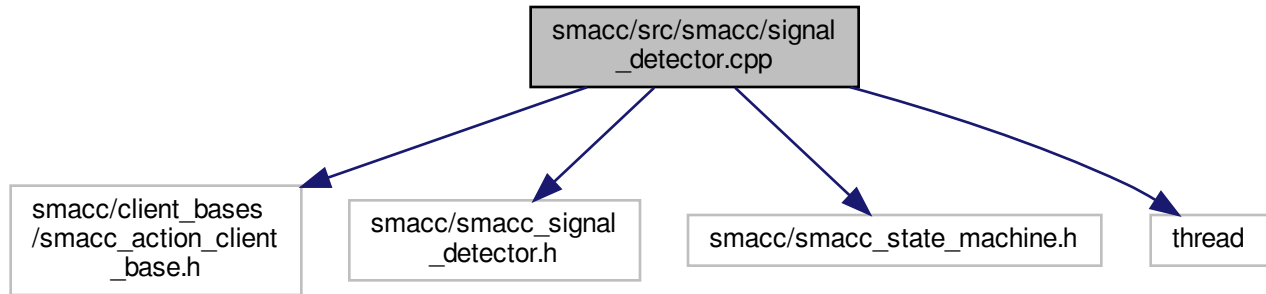 smacc/src/smacc/signal
_detector.cpp
smacc/client_bases
/smacc_action_client
_base.h
smacc/smacc_signal
_detector.h
smacc/smacc_state_machine.h
thread